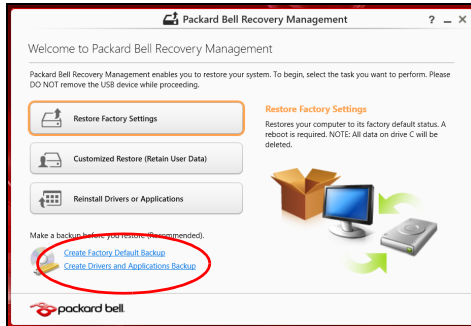 Packard Bell Recovery Management
Welcome to Packard Bell Recovery Management
Packard Bell Recovery Management enables you to restore your system. To begin, select the task you want to perform. Please
DO NOT remove the USB device while proceeding.
Restore Factory Settings
Customized Restore (Retain User Data)
Reinstall Drivers or Applications
Restore Factory Settings
Restores your computer to its factory default status. A
reboot is required. NOTE: All data on drive C will be
deleted.
Make a backup before you restore (Recommended).
Create Factory Default Backup
Create Drivers and Applications Backup
packard bell